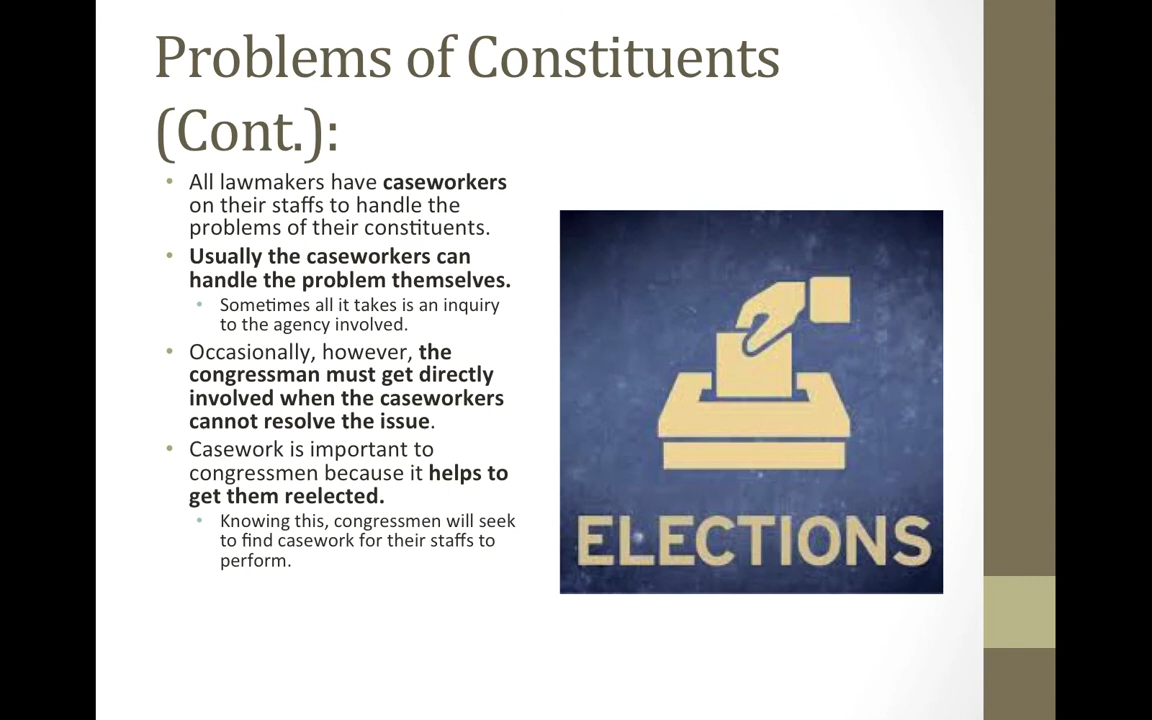 Problems of Constituents
(Cont.):
• All lawmakers have caseworkers
on their staffs to handle the
problems of their constituents.
• Usually the caseworkers can
handle the problem themselves.
• Sometimes all it takes is an inquiry
to the agency involved.
• Occasionally, however, the
congressman must get directly
involved when the caseworkers
cannot resolve the issue.
• Casework is important to
congressmen because it helps to
get them reelected.
• Knowing this, congressmen will seek
to find casework for their staffs to
perform.
ELECTIONS